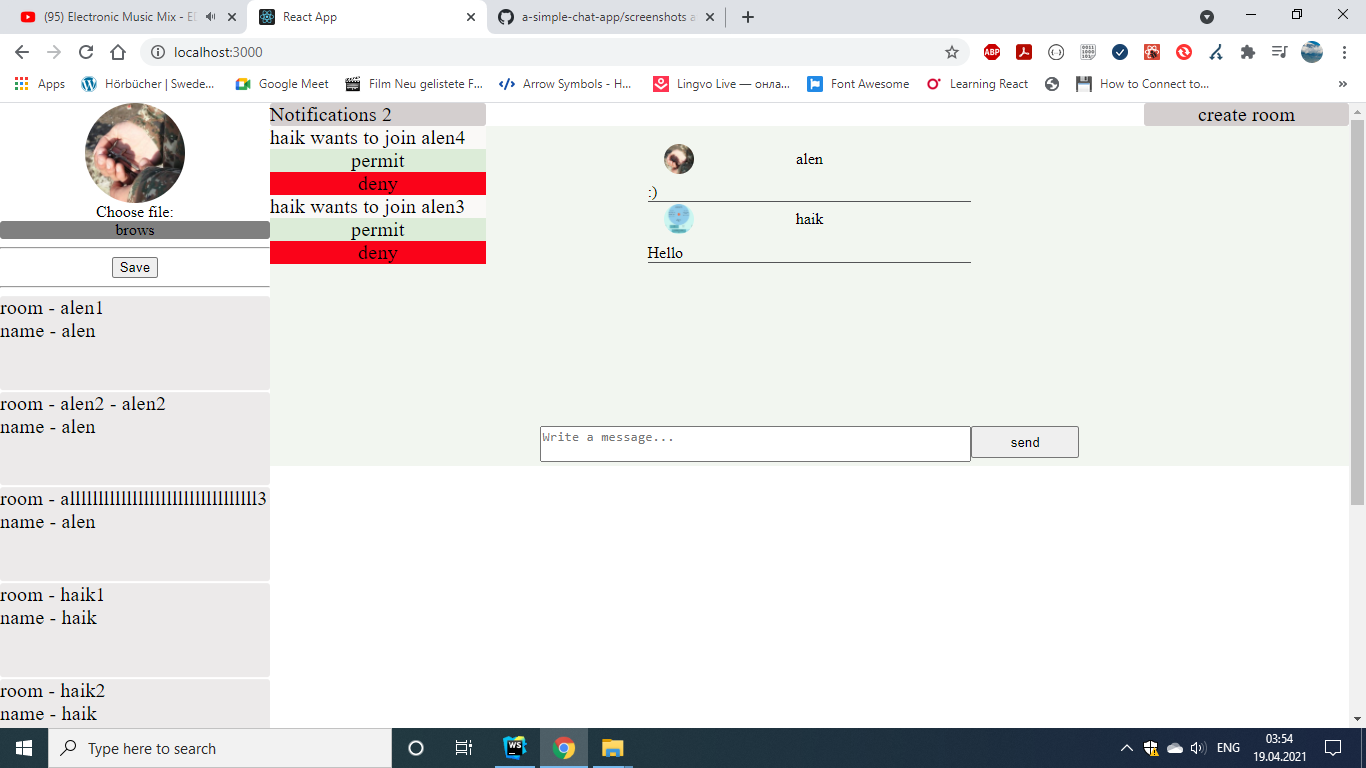 (95) Electronic Music Mix - El
React App
a-simple-chat-app/screenshots a
localhost:3000
ABP
Apps
Hörbücher | Swede...
Google Meet
Film Neu gelistete F...
Arrow Symbols - H...
Lingvo Live — онла...
Font Awesome
Learning React
How to Connect to...
»
Choose file:
brows
Save
room - alen1
name - alen
room - alen2 - alen2
name - alen
room - alllllllllllllllllllllllllllllllll3
name - alen
room - haik1
name - haik
room - haik2
name - haik
Notifications 2
haik wants to join alen4
permit
deny
haik wants to join alen3
permit
deny
create room
alen
:)
haik
Hello
Write a message...
send
Type here to search
WS
ENG
03:54
19.04.2021